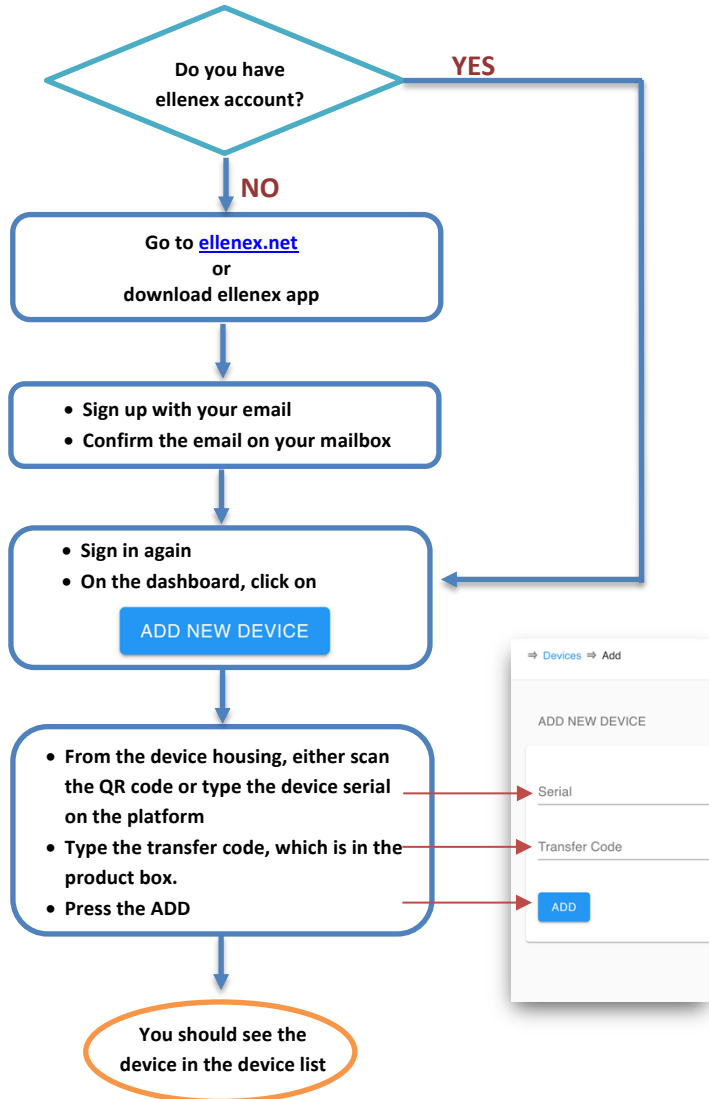 Do you have
ellenex account?
YES
NO
Go to ellenex.net
or
download ellenex app
• Sign up with your email
• Confirm the email on your mailbox
• Sign in again
• On the dashboard, click on
ADD NEW DEVICE
• From the device housing, either scan
the QR code or type the device serial
on the platform
• Type the transfer code, which is in the
product box.
• Press the ADD
⇒ Devices ⇒ Add
ADD NEW DEVICE
Serial
Transfer Code
ADD
You should see the
device in the device list